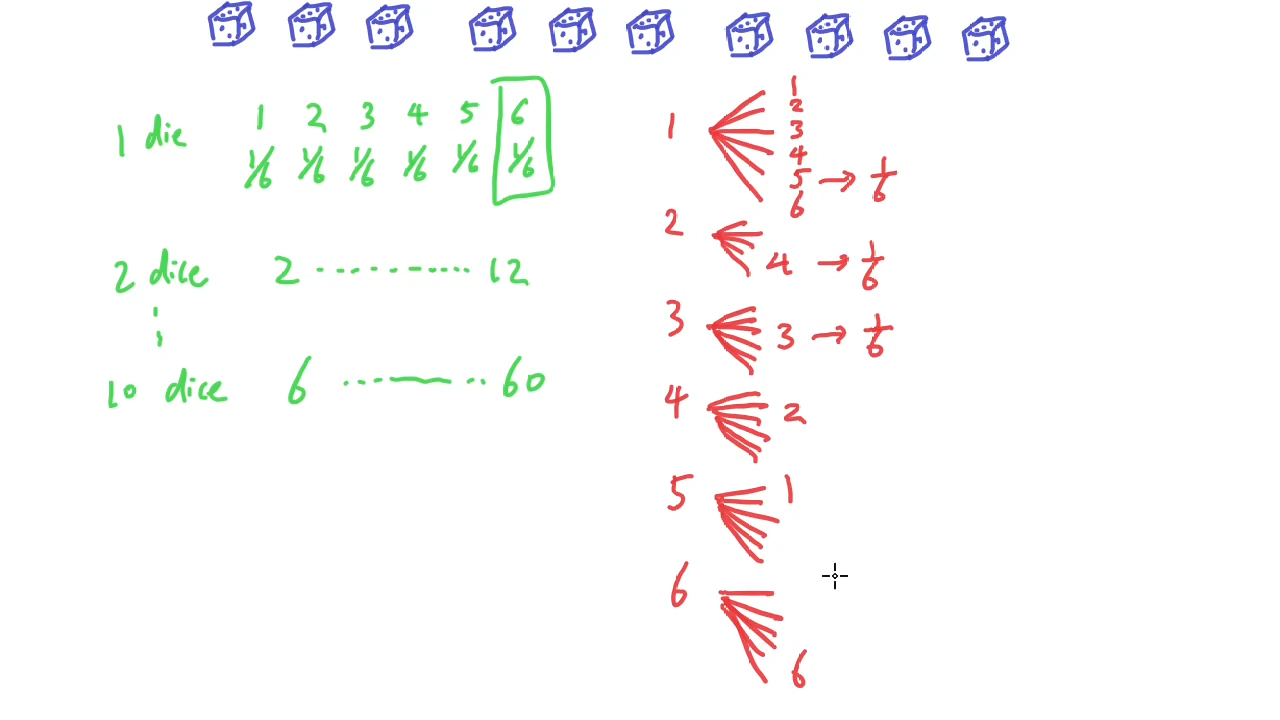 1 die 1 2 3 4 5 6
1/6 1/6 1/6 1/6 1/6 1/6
2 dice 2 ........... 12
10 dice 6 ........... 60
1
1
2
3
4
5 → 1/6
6
2
4 → 1/6
3
3 → 1/6
4
2
5
1
6
6